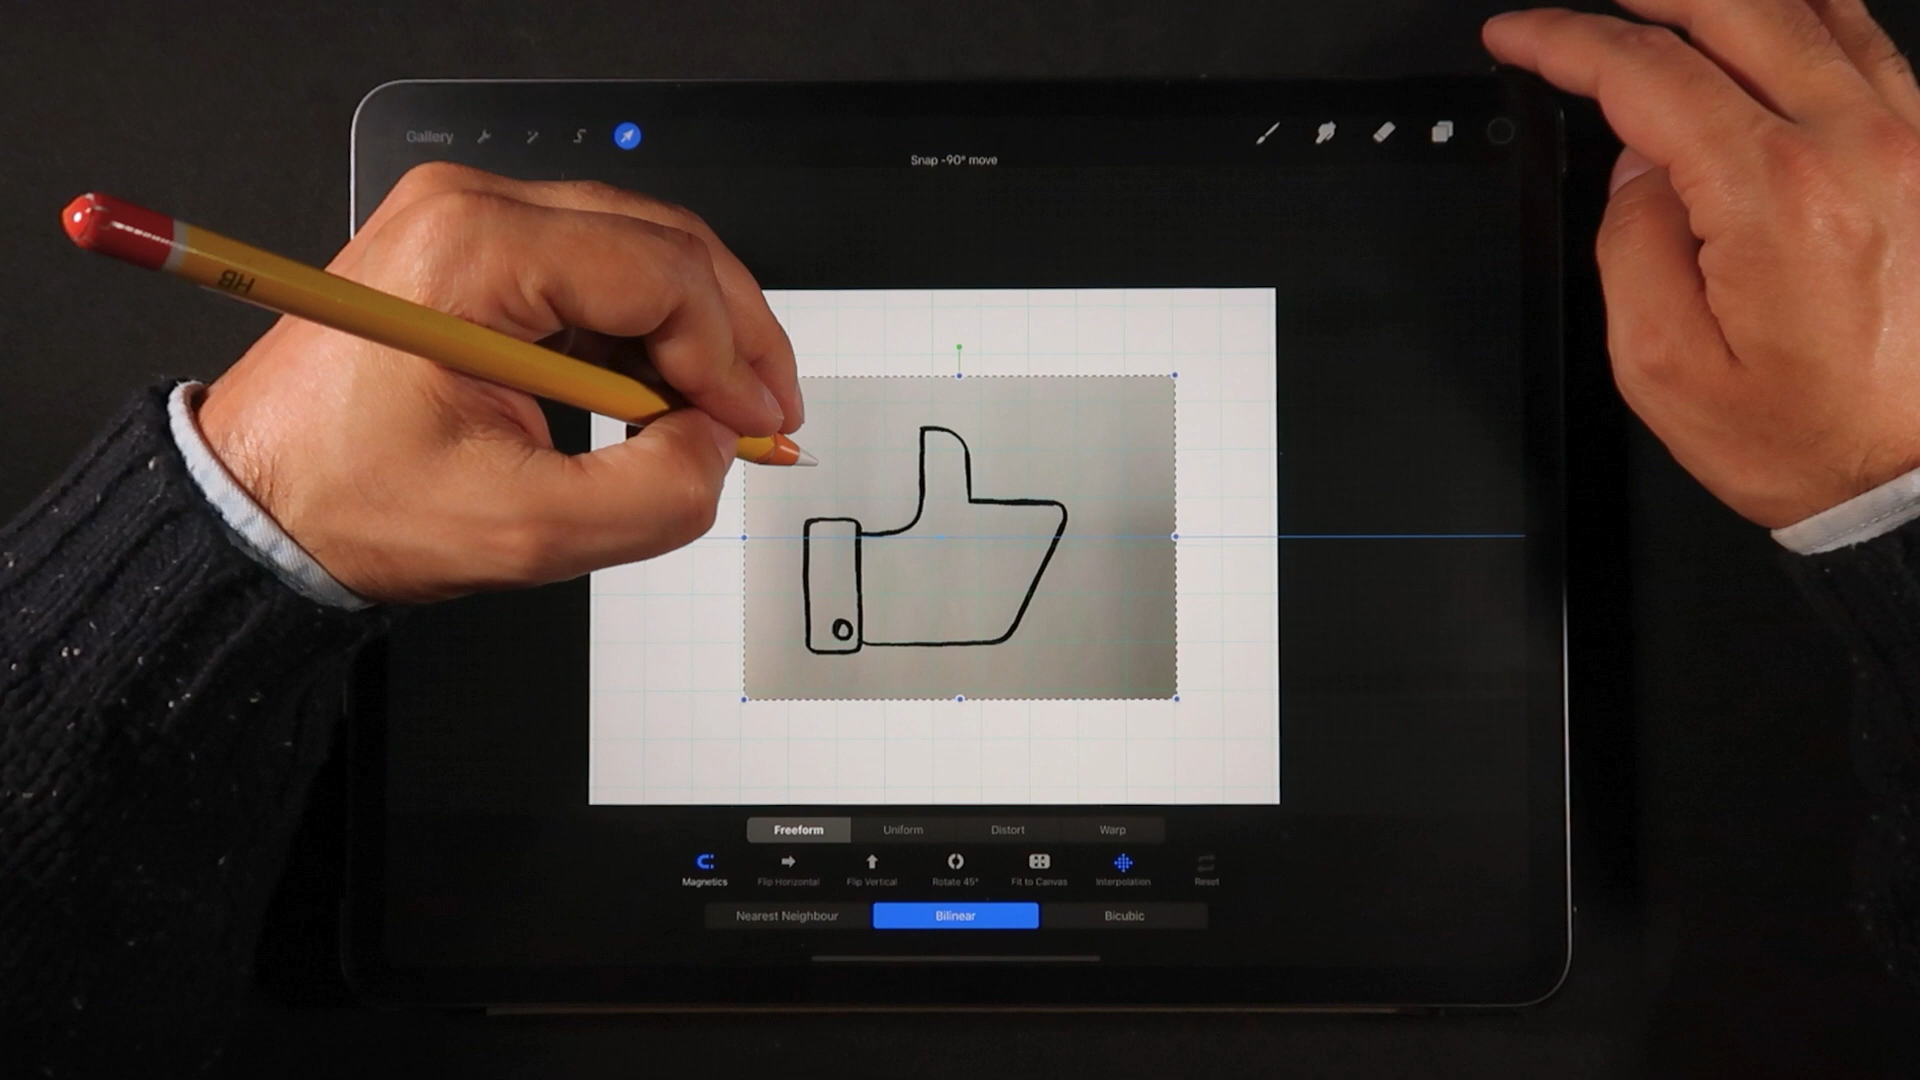 Gallery
Snap -90° move
HB
Freeform Uniform Distort Warp
Magnetics Flip Horizontal Flip Vertical Rotate 45° Fit to Canvas Interpolation Reset
Nearest Neighbour Bilinear Bicubic